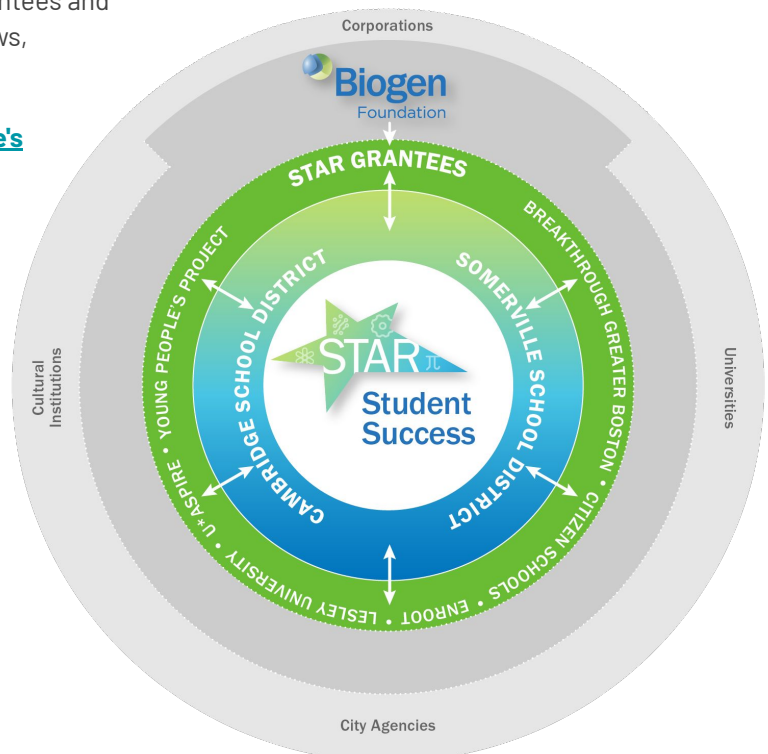 ntees and
ws,
e's
Corporations
Biogen
Foundation
STAR GRANTEES
BREAKTHROUGH GREATER BOSTON • CITIZEN SCHOOLS • ENROOT • LESLEY UNIVERSITY • U*ASPIRE • YOUNG PEOPLE'S PROJECT
CAMBRIDGE SCHOOL DISTRICT
SOMERVILLE SCHOOL DISTRICT
STAR π
Student
Success
Cultural
Institutions
Universities
City Agencies